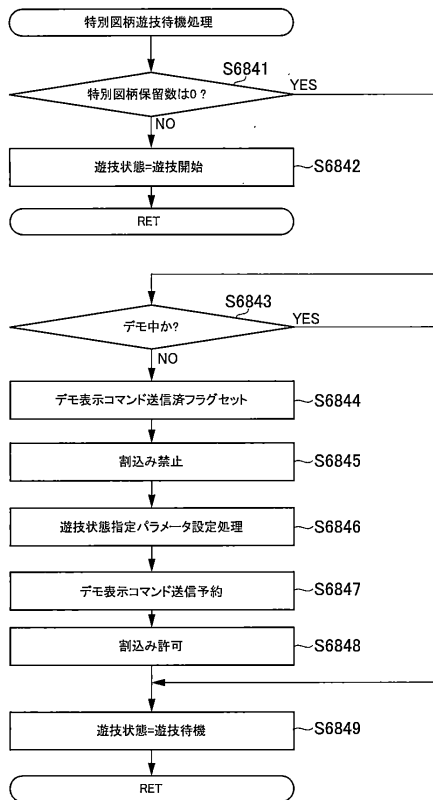 特別図柄遊技待機処理
S6841
特別図柄保留数は0？
YES
NO
遊技状態=遊技開始
S6842
RET
S6843
デモ中か？
YES
NO
デモ表示コマンド送信済フラグセット
S6844
割込み禁止
S6845
遊技状態指定パラメータ設定処理
S6846
デモ表示コマンド送信予約
S6847
割込み許可
S6848
遊技状態=遊技待機
S6849
RET